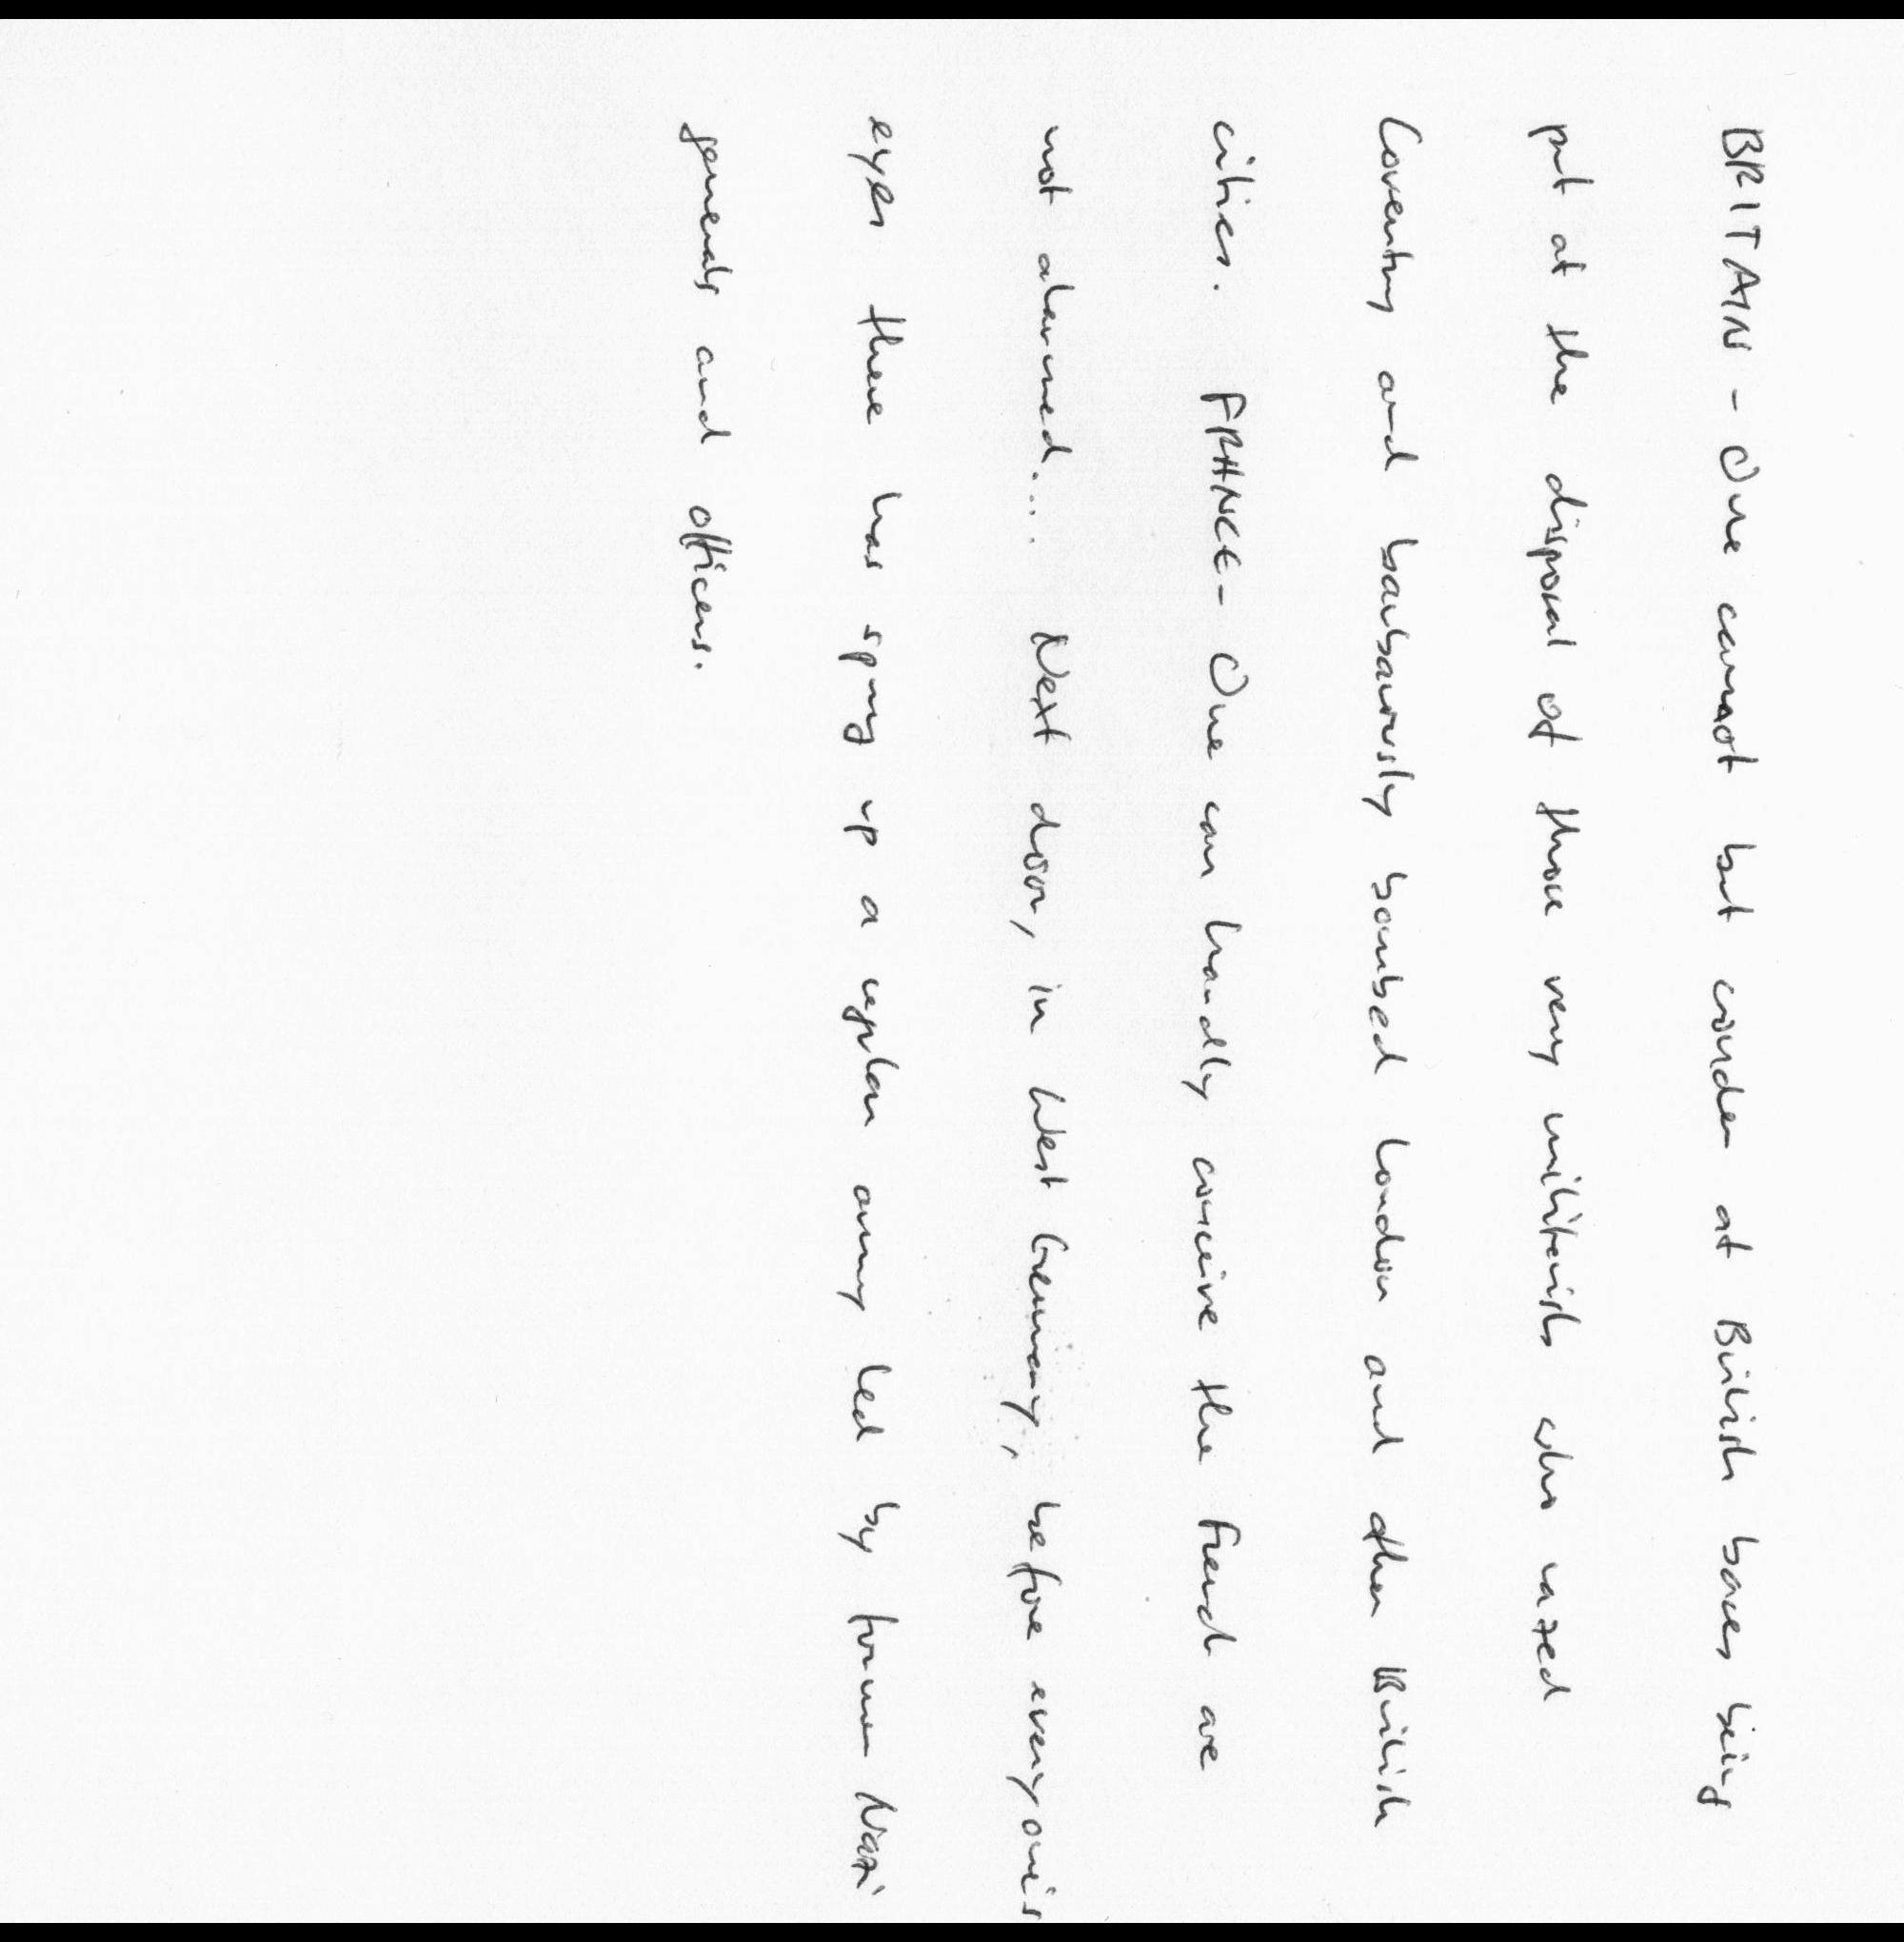 BRITAIN - One cannot but wonder at British bases being
put at the disposal of those very militarists who razed
Coventry and barbarously bombed London and other British
cities. FRANCE - One can hardly conceive the French are
not alarmed... Next door, in West Germany, before everyone's
eyes there has sprung up a regular army led by former Nazi
generals and officers.